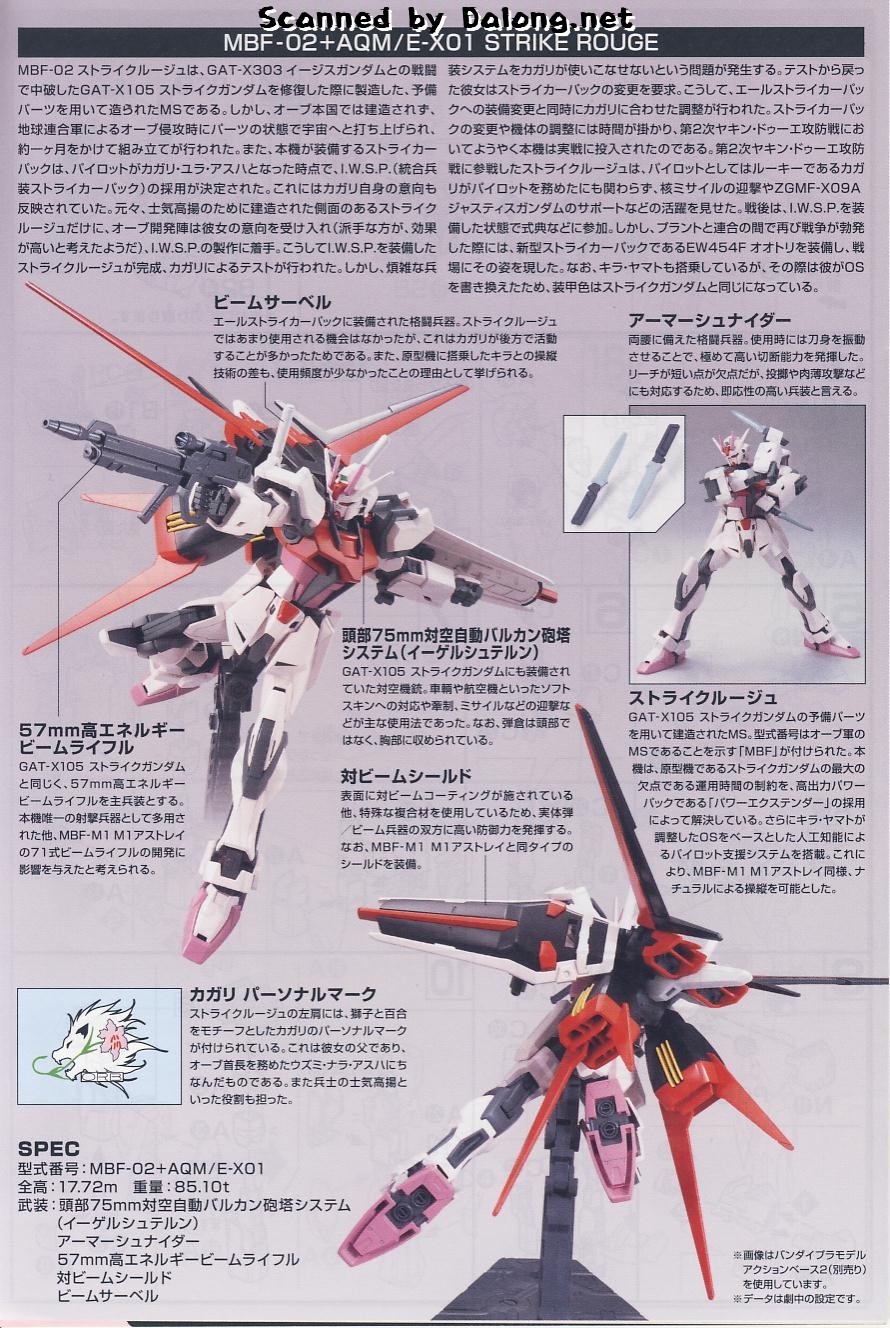 Scanned by Dalong.net
MBF-02+AQM/E-X01 STRIKE ROUGE
MBF-02 ストライクルージュは、GAT-X303 イージスガンダムとの戦闘
で中破したGAT-X105 ストライクガンダムを修復した際に製造した、予備
パーツを用いて造られたMSである。しかし、オーブ本国では建造されず、
地球連合軍によるオーブ侵攻時にパーツの状態で宇宙へと打ち上げられ、
約一ヶ月をかけて組み立てが行われた。また、本機が装備するストライカー
パックは、パイロットがカガリ・ユラ・アスハとなった時点で、I.W.S.P.(統合兵
装ストライカーパック)の採用が決定された。これにはカガリ自身の意向も
反映されていた。元々、士気高揚のために建造された側面のあるストライク
ルージュだけに、オーブ開発陣は彼女の意向を受け入れ(派手な方が、効果
が高いと考えたようだ)、I.W.S.P.の製作に着手。こうしてI.W.S.P.を装備した
ストライクルージュが完成、カガリによるテストが行われた。しかし、煩雑な兵
装システムをカガリが使いこなせないという問題が発生する。テストから戻っ
た彼女はストライカーパックの変更を要求。こうして、エールストライカーパッ
クへの装備変更と同時にカガリに合わせた調整が行われた。ストライカーパッ
クの変更や機体の調整には時間が掛かり、第2次ヤキン・ドゥーエ攻防戦にお
いてようやく本機は実戦に投入されたのである。第2次ヤキン・ドゥーエ攻防
戦に参戦したストライクルージュは、パイロットとしてはルーキーであるカガ
リがパイロットを務めたにも関わらず、核ミサイルの迎撃やZGMF-X09A
ジャスティスガンダムのサポートなどの活躍を見せた。戦後は、I.W.S.P.を装
備した状態で式典などに参加。しかし、プラントと連合の間で再び戦争が勃発
した際には、新型ストライカーパックであるEW454F オオトリを装備し、戦
場にその姿を現した。なお、キラ・ヤマトも搭乗しているが、その際は彼がOS
を書き換えたため、装甲色はストライクガンダムと同じになっている。
ビームサーベル
エールストライカーパックに装備された格闘兵器。ストライクルージュ
ではあまり使用される機会はなかったが、これはカガリが後方で活動
することが多かったためである。また、原型機に搭乗したキラとの操縦
技術の差も、使用頻度が少なかったことの理由として挙げられる。
アーマーシュナイダー
両腰に備えた格闘兵器。使用時には刀身を振動
させることで、極めて高い切断能力を発揮した。
リーチが短い点が欠点だが、投擲や肉薄攻撃など
にも対応するため、即応性の高い兵装と言える。
頭部75mm対空自動バルカン砲塔
システム(イーゲルシュテルン)
GAT-X105 ストライクガンダムにも装備され
ていた対空機銃。車輌や航空機といったソフト
スキンへの対応や牽制、ミサイルなどの迎撃な
どが主な使用法であった。なお、弾倉は頭部で
はなく、胸部に収められている。
57mm高エネルギー
ビームライフル
GAT-X105 ストライクガンダム
と同じく、57mm高エネルギー
ビームライフルを主兵装とする。
本機唯一の射撃兵器として多用さ
れた他、MBF-M1 M1アストレイ
の71式ビームライフルの開発に
影響を与えたと考えられる。
対ビームシールド
表面に対ビームコーティングが施されている
他、特殊な複合材を使用しているため、実体弾
/ビーム兵器の双方に高い防御力を発揮する。
なお、MBF-M1 M1アストレイと同タイプの
シールドを装備。
ストライクルージュ
GAT-X105 ストライクガンダムの予備パーツ
を用いて建造されたMS。型式番号はオーブ軍の
MSであることを示す「MBF」が付けられた。本
機は、原型機であるストライクガンダムの最大の
欠点である運用時間の制約を、高出力パワー
パックである「パワーエクステンダー」の採用
によって解決している。さらにキラ・ヤマトが
調整したOSをベースとした人工知能によ
るパイロット支援システムを搭載。これに
より、MBF-M1 M1アストレイ同様、ナ
チュラルによる操縦を可能とした。
カガリ パーソナルマーク
ストライクルージュの左肩には、獅子と百合
をモチーフとしたカガリのパーソナルマーク
が付けられている。これは彼女の父であり、
オーブ首長を務めたウズミ・ナラ・アスハにち
なんだものである。また兵士の士気高揚と
いった役割も担った。
ORB
SPEC
型式番号:MBF-02+AQM/E-X01
全高:17.72m 重量:85.10t
武装:頭部75mm対空自動バルカン砲塔システム
(イーゲルシュテルン)
アーマーシュナイダー
57mm高エネルギービームライフル
対ビームシールド
ビームサーベル
※画像はバンダイプラモデル
アクションベース2(別売り)
を使用しています。
※データは劇中の設定です。